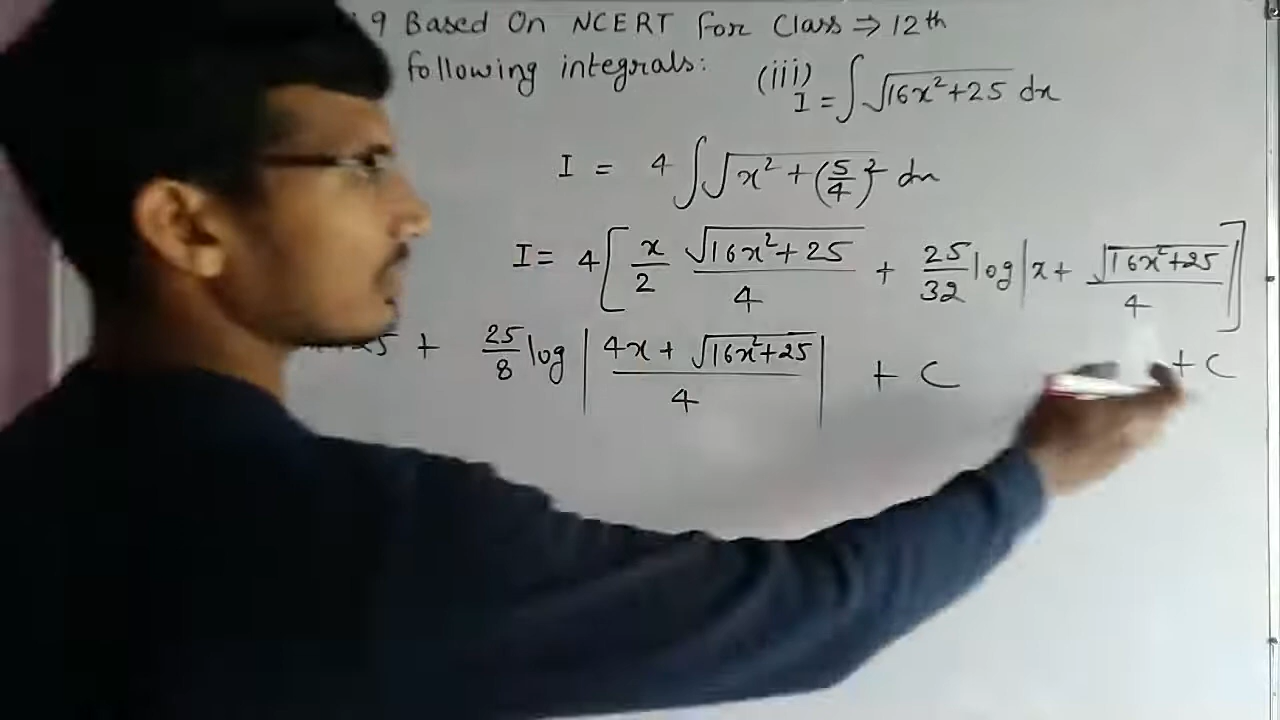 9 Based On NCERT For Class ⇒ 12th
following integrals: (iii) I = ∫ √(16x²+25) dx
I = 4 ∫ √(x² + (5/4)²) dx
I = 4 [ x/2 √(16x²+25)/4 + 25/32 log | x + √(16x²+25)/4 | ] + C
+ 25/8 log | (4x + √(16x²+25))/4 | + C